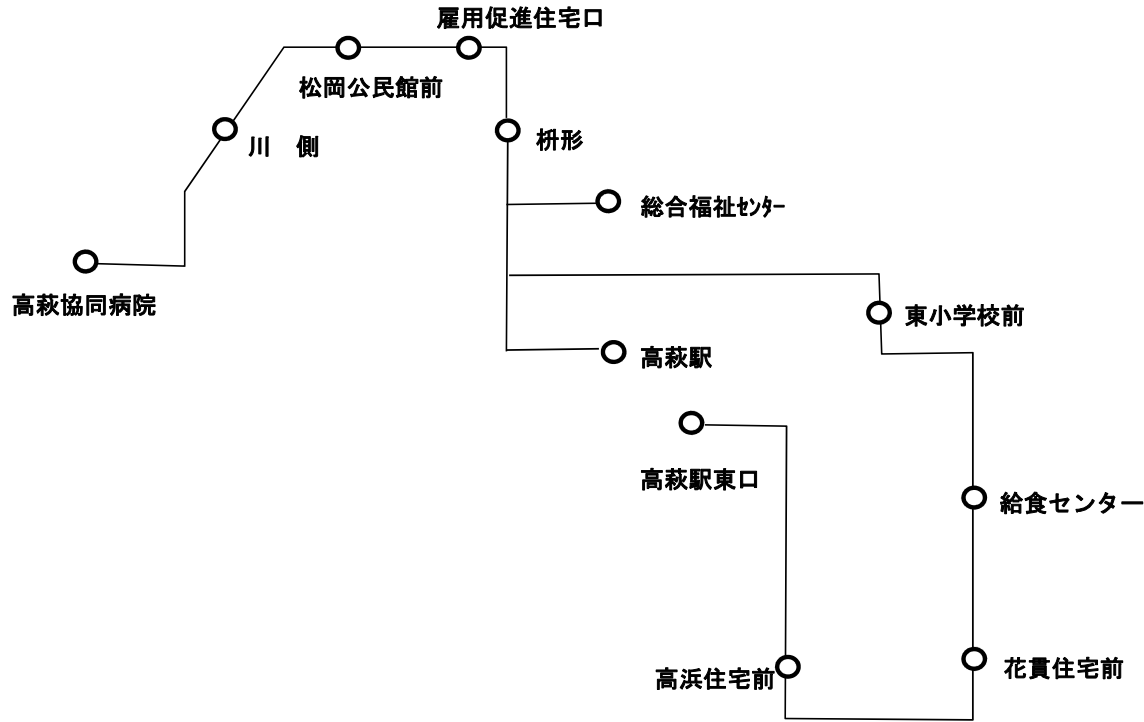 雇用促進住宅口
松岡公民館前
川　側
枡形
総合福祉ｾﾝﾀｰ
高萩協同病院
東小学校前
高萩駅
高萩駅東口
給食センター
高浜住宅前
花貫住宅前